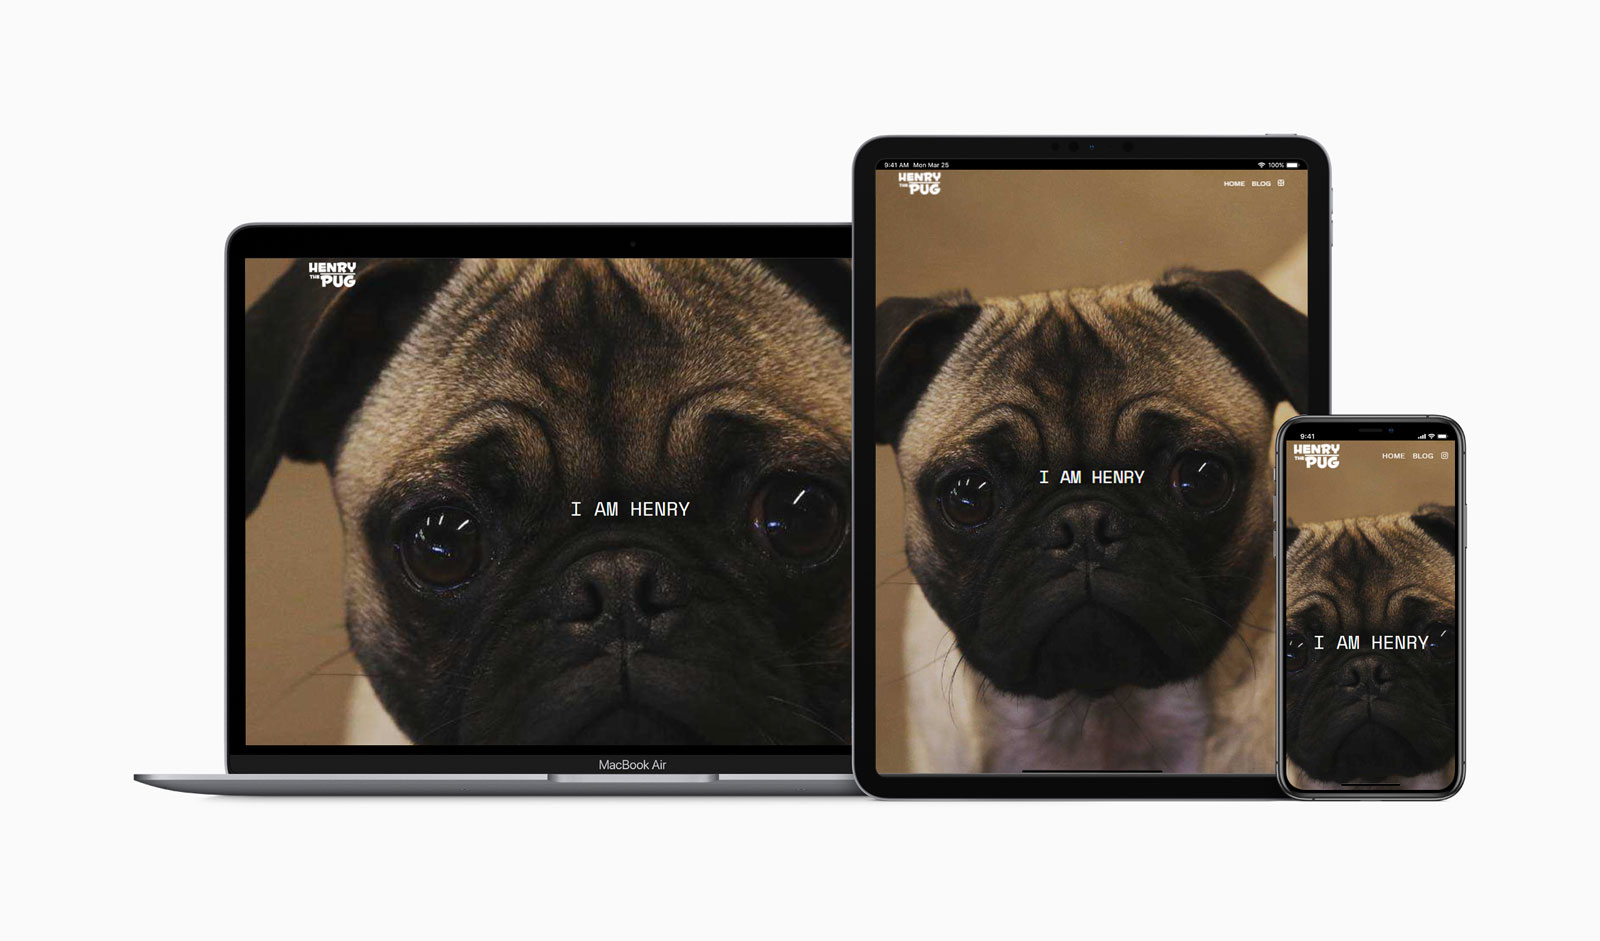 HENRY
THE PUG
I AM HENRY
MacBook Air
9:41 AM Mon Mar 25
100%
HENRY
THE PUG
HOME BLOG
I AM HENRY
9:41
HENRY
THE PUG
HOME BLOG
I AM HENRY